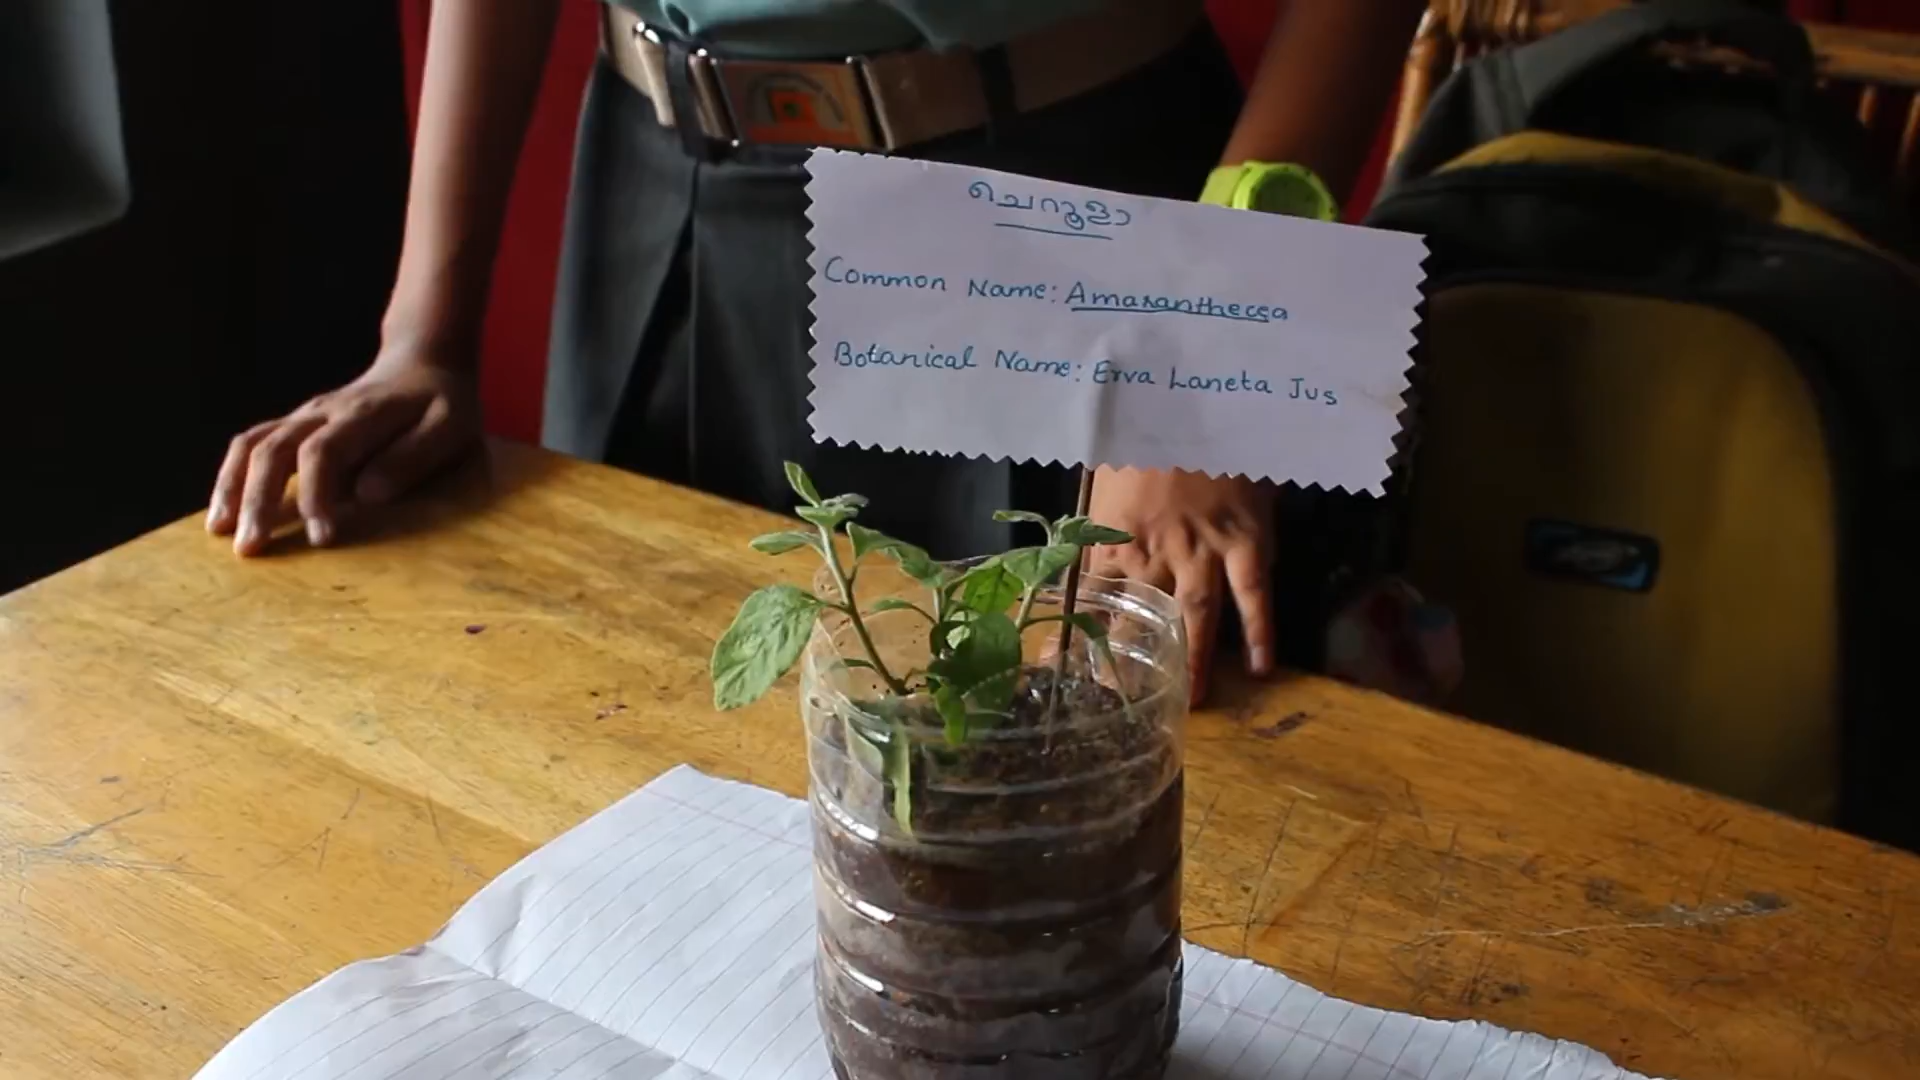 ചെറൂളാ
Common Name: Amaranthecea
Botanical Name: Erva Laneta Jus